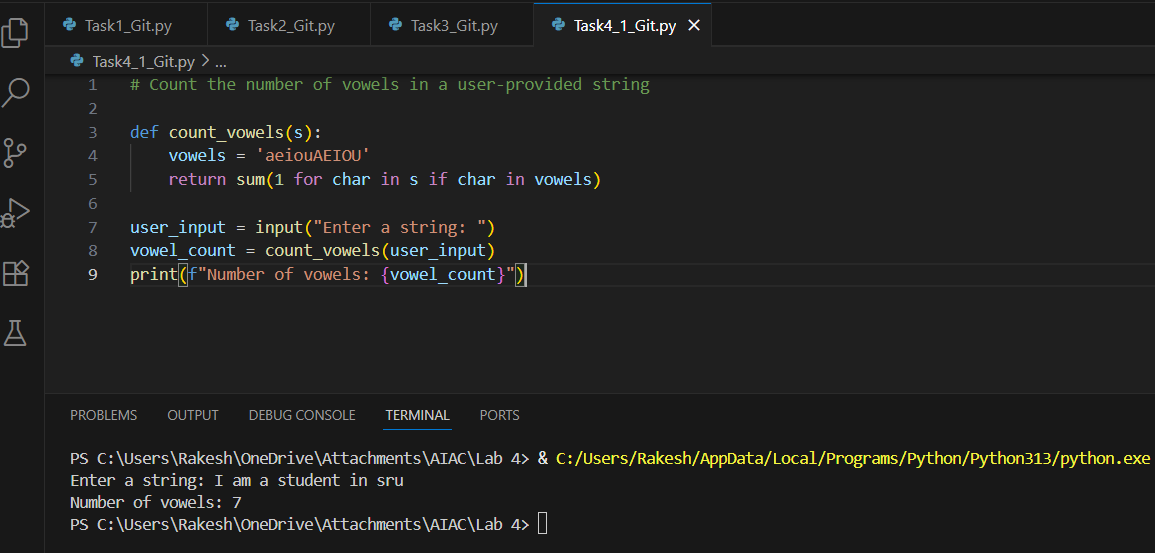 Task1_Git.py Task2_Git.py Task3_Git.py Task4_1_Git.py
Task4_1_Git.py > ...
1 # Count the number of vowels in a user-provided string
2
3 def count_vowels(s):
4     vowels = 'aeiouAEIOU'
5     return sum(1 for char in s if char in vowels)
6
7 user_input = input("Enter a string: ")
8 vowel_count = count_vowels(user_input)
9 print(f"Number of vowels: {vowel_count}")
PROBLEMS OUTPUT DEBUG CONSOLE TERMINAL PORTS
PS C:\Users\Rakesh\OneDrive\Attachments\AIAC\Lab 4> & C:/Users/Rakesh/AppData/Local/Programs/Python/Python313/python.exe
Enter a string: I am a student in sru
Number of vowels: 7
PS C:\Users\Rakesh\OneDrive\Attachments\AIAC\Lab 4>